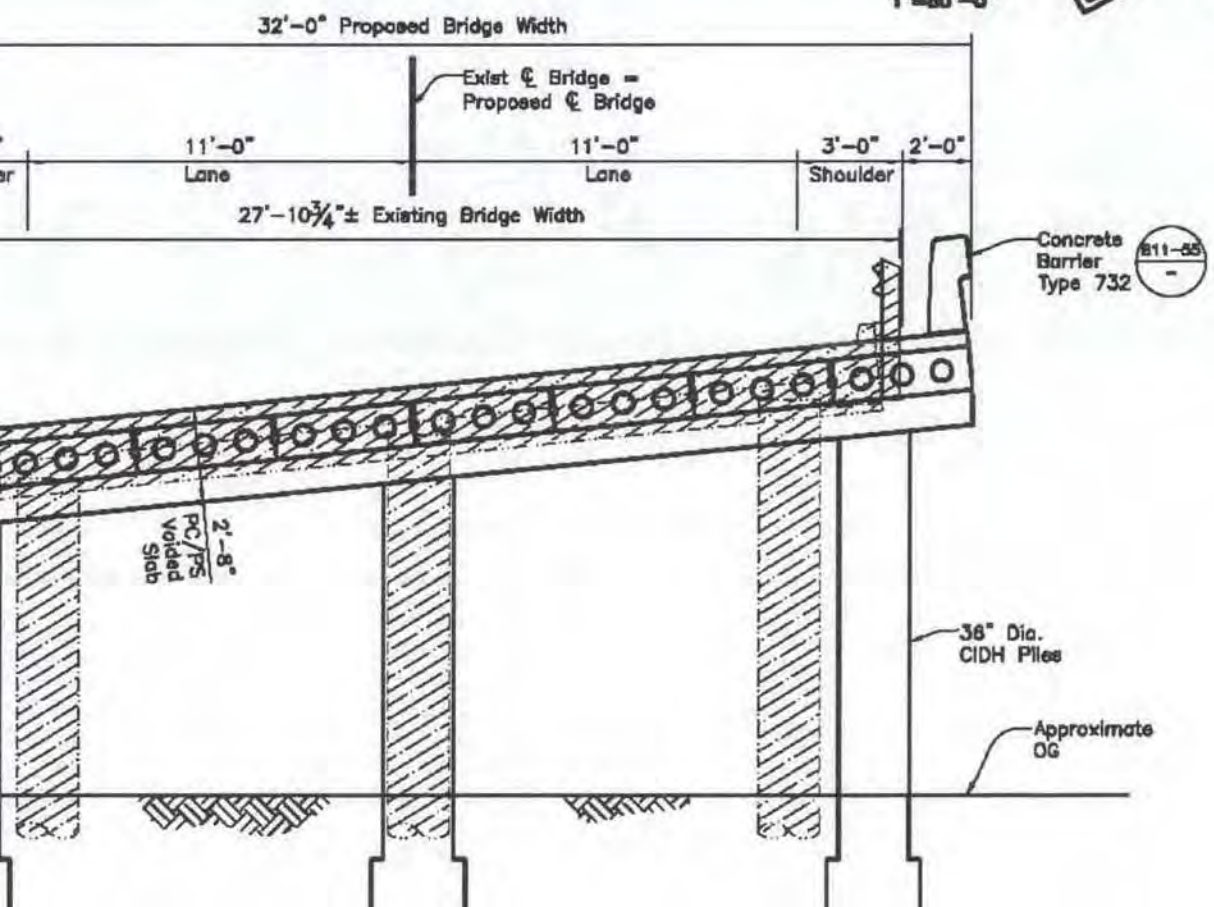 32'-0" Proposed Bridge Width
Exist ℄ Bridge =
Proposed ℄ Bridge
11'-0"
11'-0"
3'-0"
2'-0"
Lane
Lane
Shoulder
27'-10¾"± Existing Bridge Width
Concrete
Barrier
Type 732
B11-55
-
2'-8"
PC/PS
Voided
Slab
36" Dia.
CIDH Piles
Approximate
OG